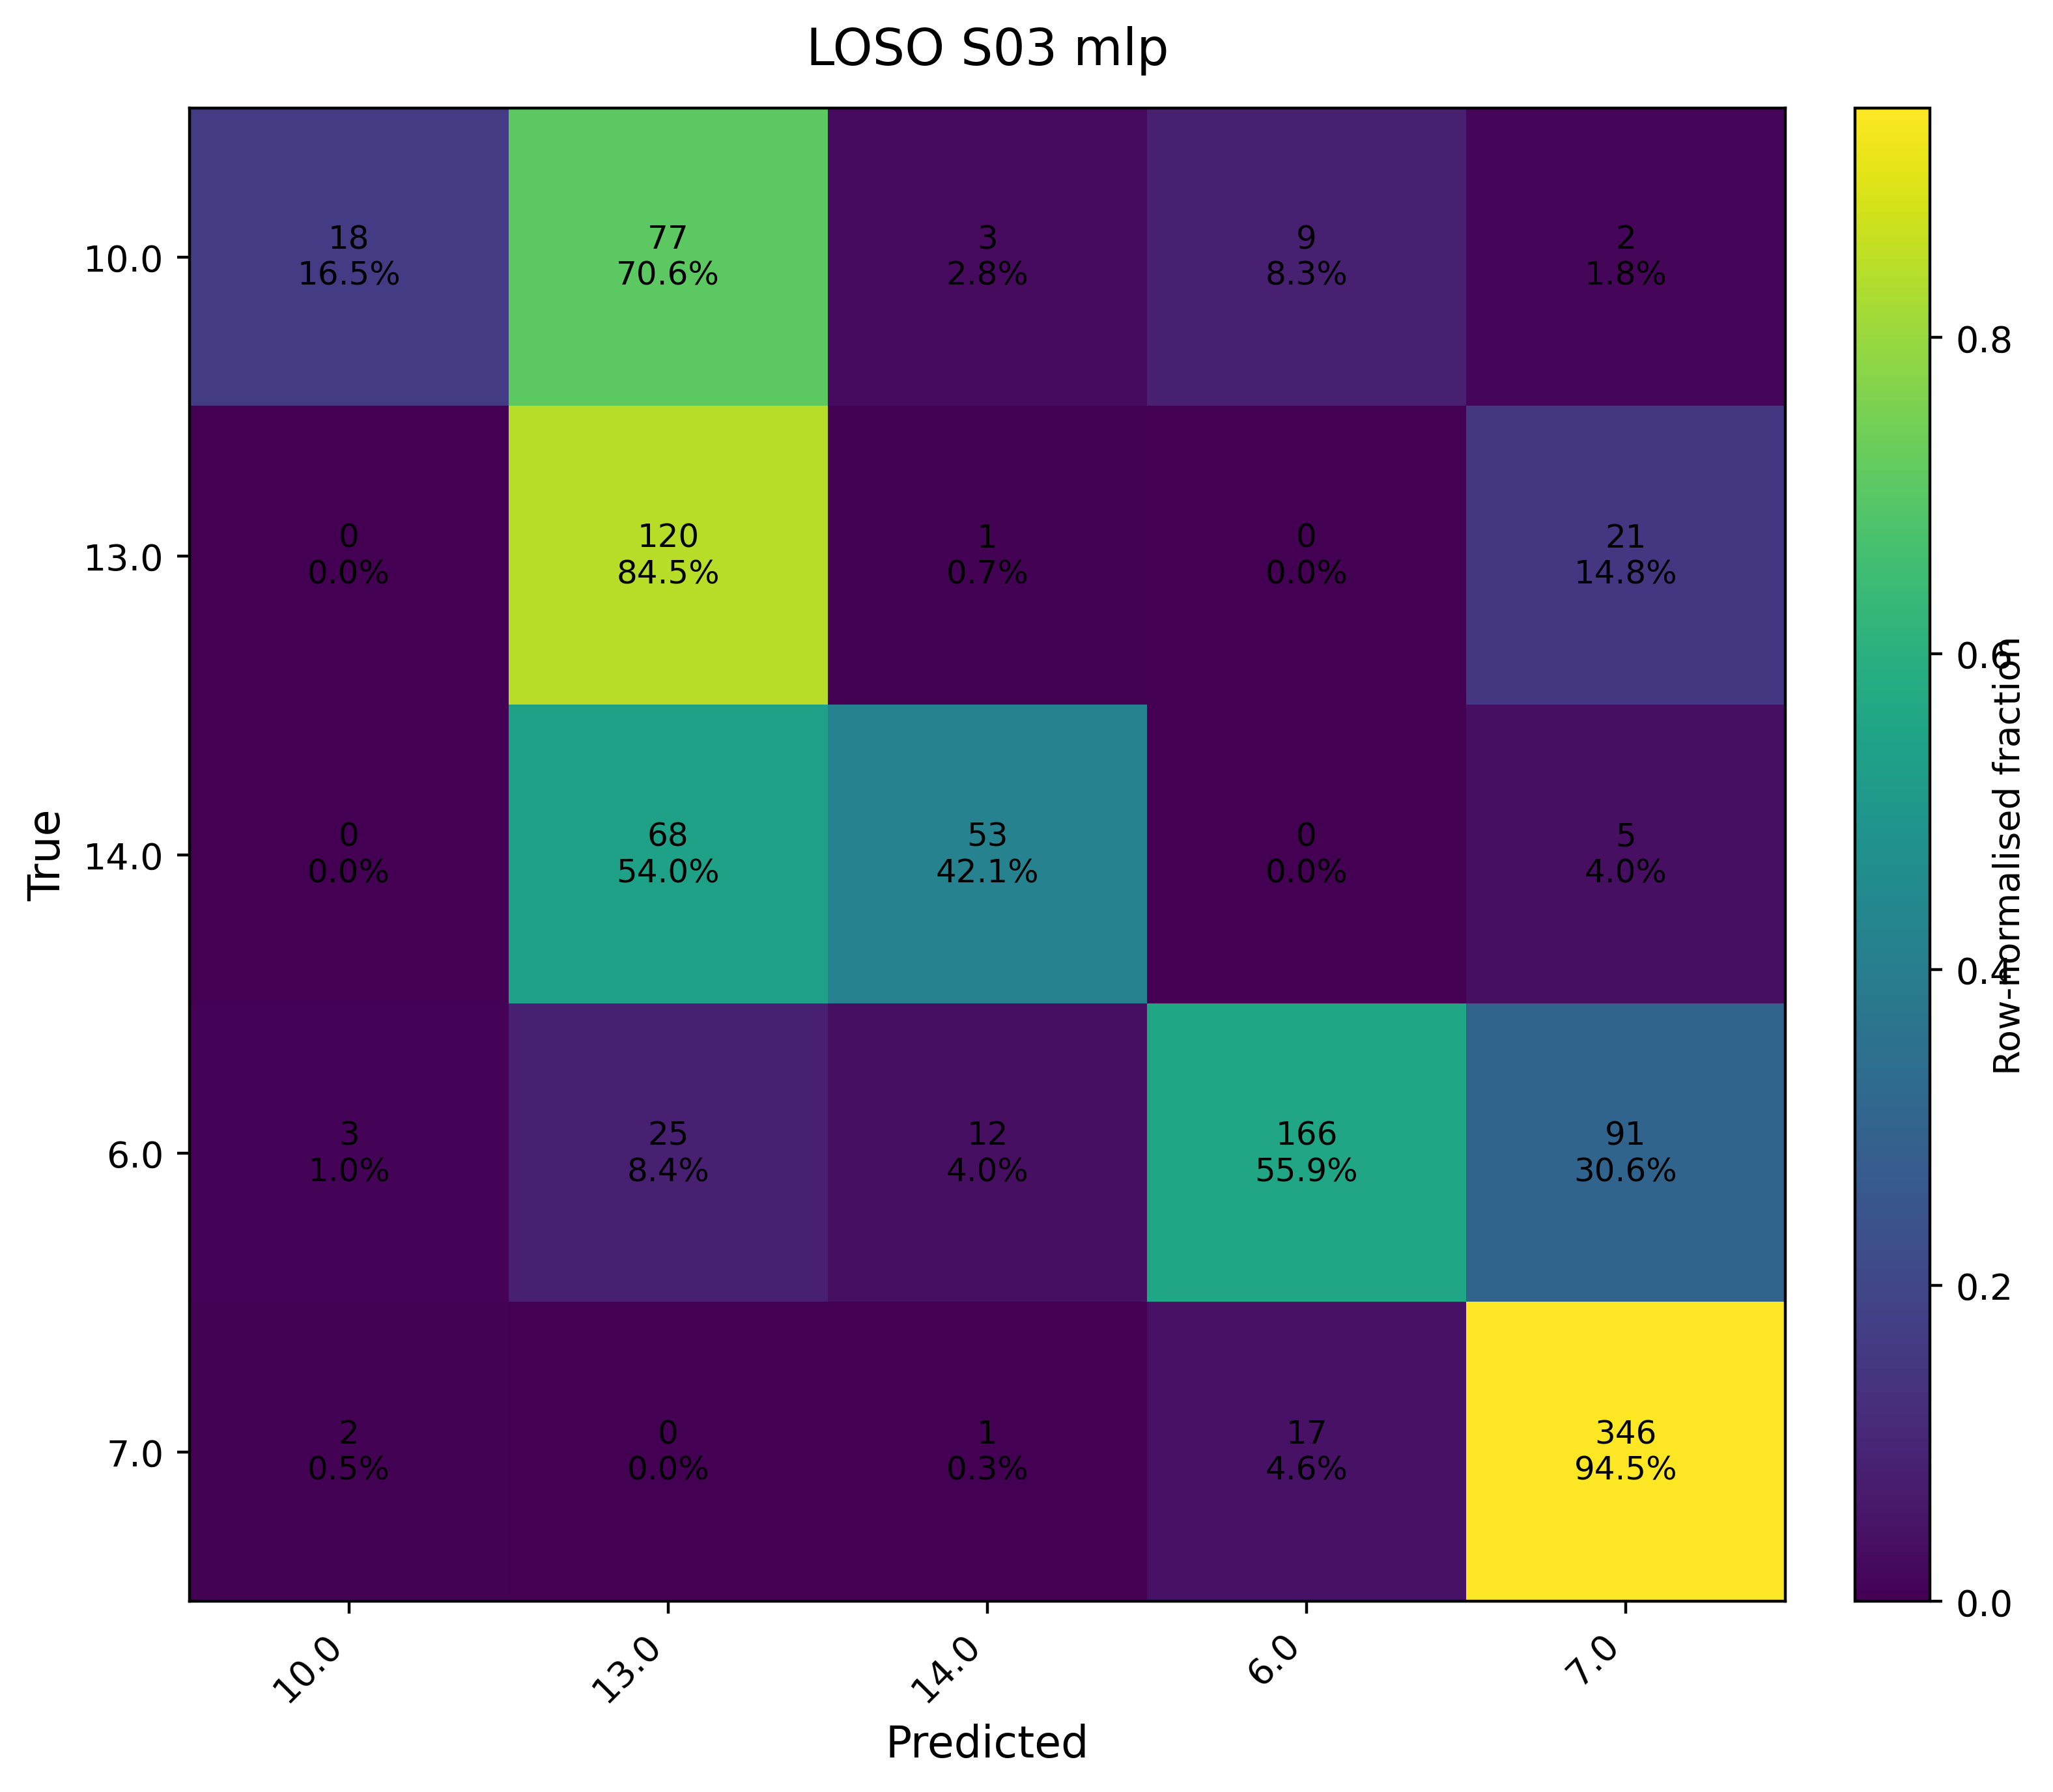 LOSO S03 mlp
True
10.0
18 77 3 9 2
16.5% 70.6% 2.8% 8.3% 1.8%
13.0
0 120 1 0 21
0.0% 84.5% 0.7% 0.0% 14.8%
14.0
0 68 53 0 5
0.0% 54.0% 42.1% 0.0% 4.0%
6.0
3 25 12 166 91
1.0% 8.4% 4.0% 55.9% 30.6%
7.0
2 0 1 17 346
0.5% 0.0% 0.3% 4.6% 94.5%
10.0 13.0 14.0 6.0 7.0
Predicted
0.8
0.6
0.4
0.2
0.0
Row-normalised fraction